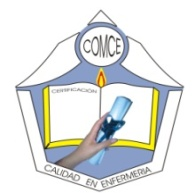 COMCE
CERTIFICACIÓN
CALIDAD EN ENFERMERIA